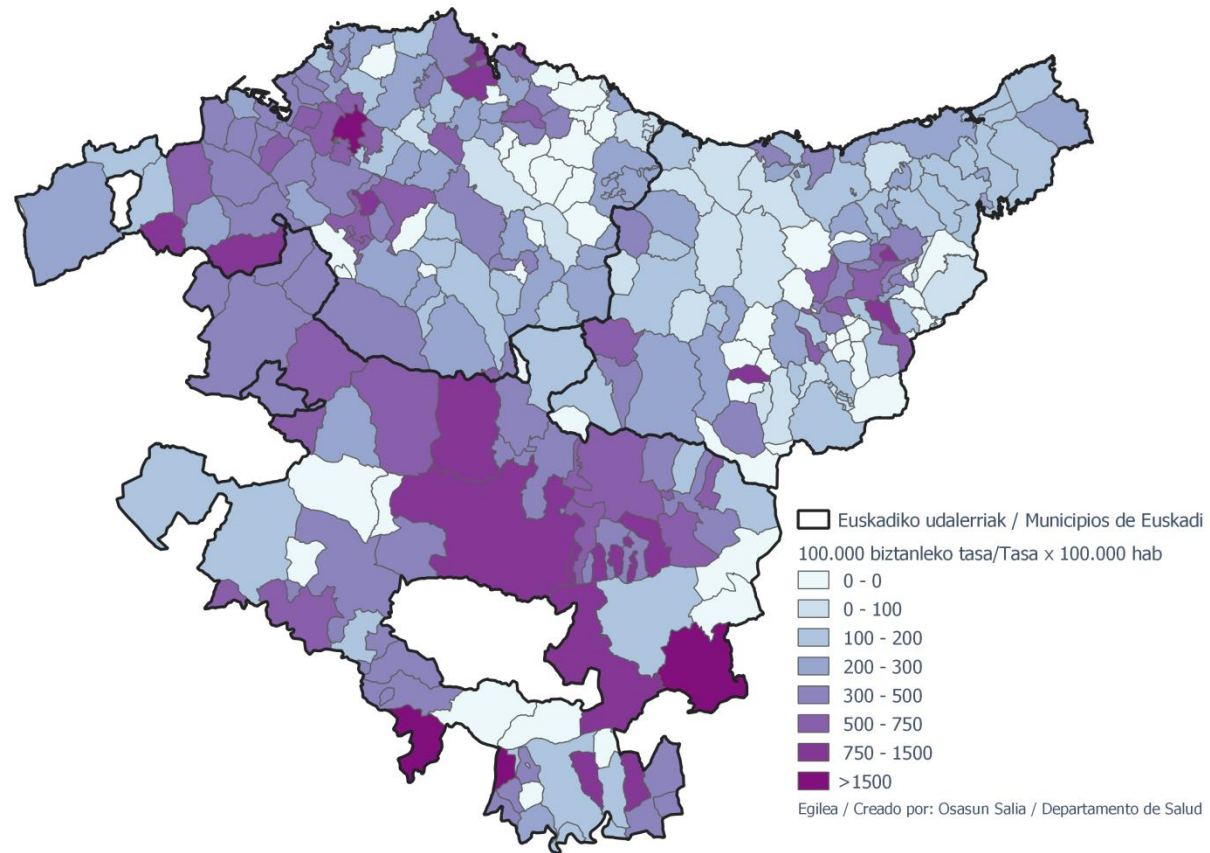 Euskadiko udalerriak / Municipios de Euskadi
100.000 biztanleko tasa/Tasa x 100.000 hab
0 - 0
0 - 100
100 - 200
200 - 300
300 - 500
500 - 750
750 - 1500
>1500
Egilea / Creado por: Osasun Salia / Departamento de Salud